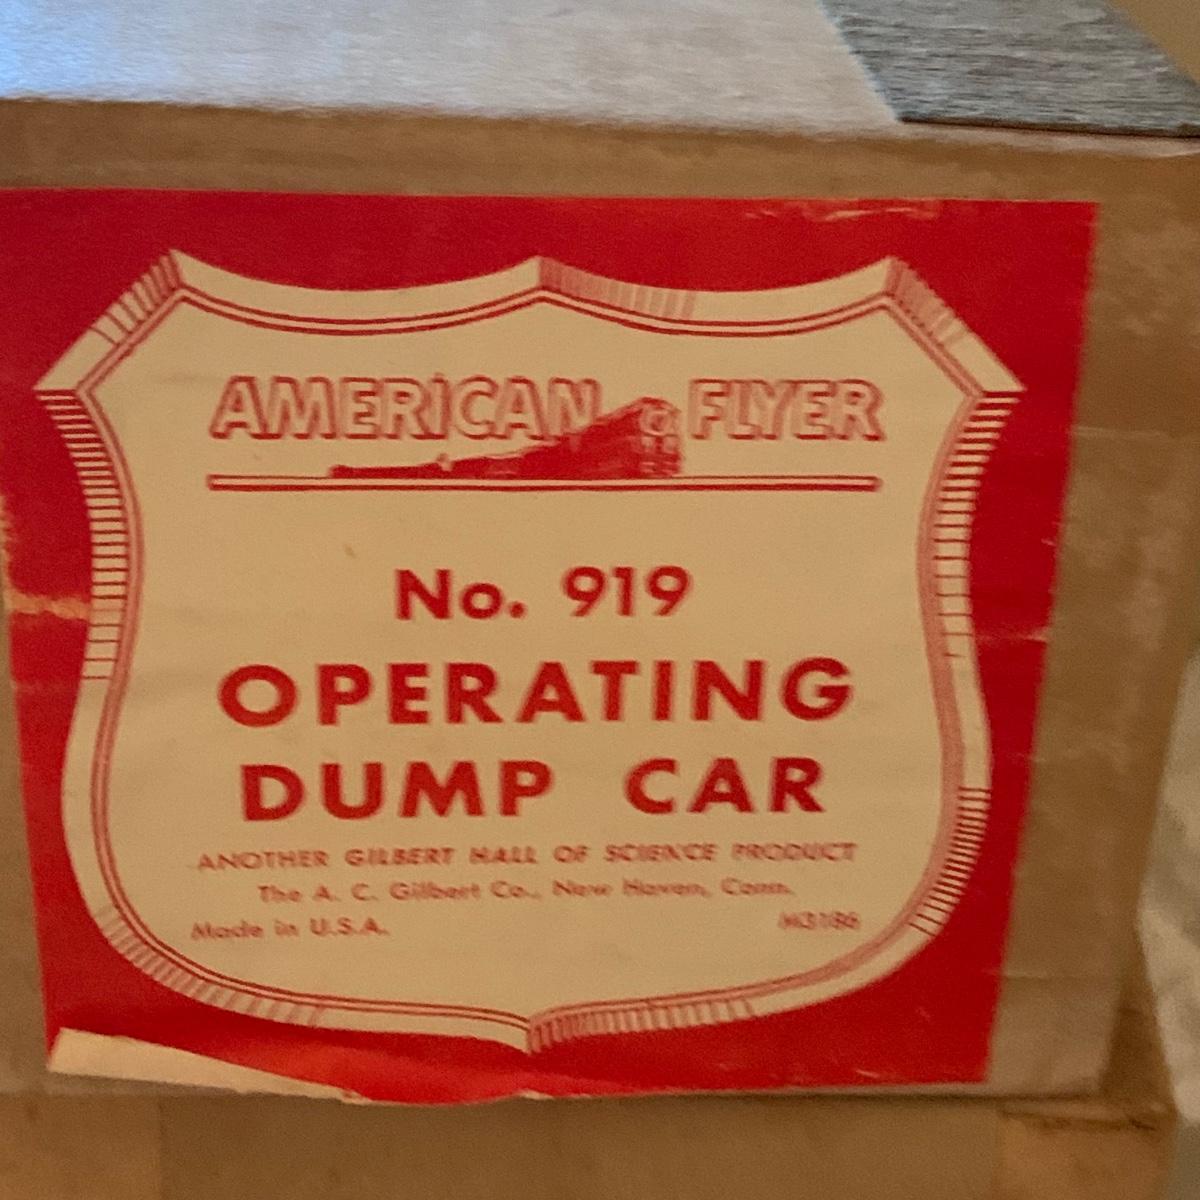 AMERICAN FLYER
No. 919
OPERATING
DUMP CAR
ANOTHER GILBERT HALL OF SCIENCE PRODUCT
The A. C. Gilbert Co., New Haven, Conn.
Made in U.S.A. M3186